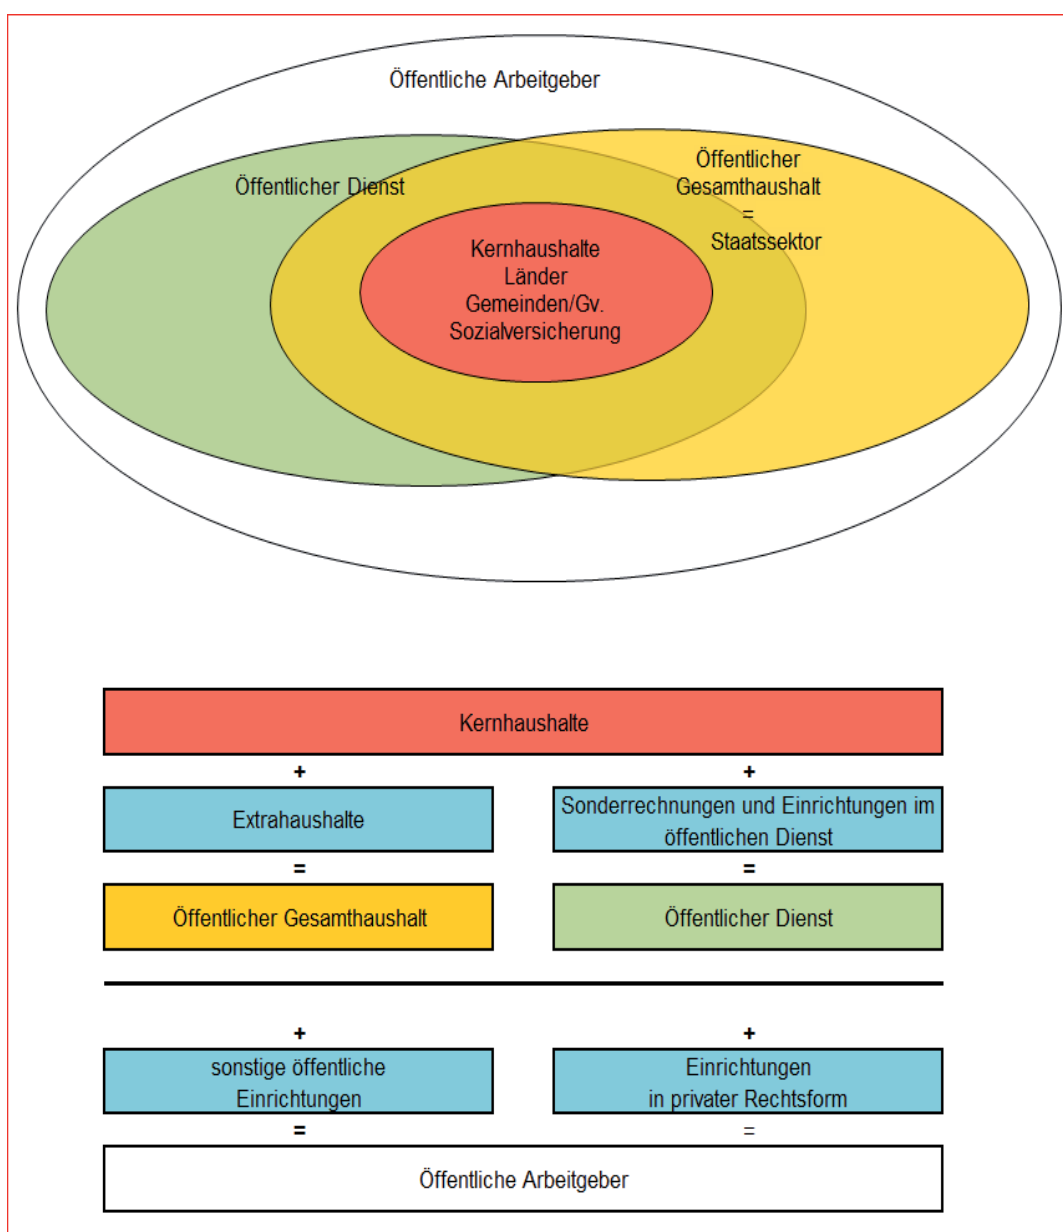 Öffentliche Arbeitgeber
Öffentlicher Dienst
Öffentlicher
Gesamthaushalt
=
Staatssektor
Kernhaushalte
Länder
Gemeinden/Gv.
Sozialversicherung
Kernhaushalte
+ +
Extrahaushalte
Sonderrechnungen und Einrichtungen im
öffentlichen Dienst
= =
Öffentlicher Gesamthaushalt
Öffentlicher Dienst
+ +
sonstige öffentliche
Einrichtungen
Einrichtungen
in privater Rechtsform
= =
Öffentliche Arbeitgeber